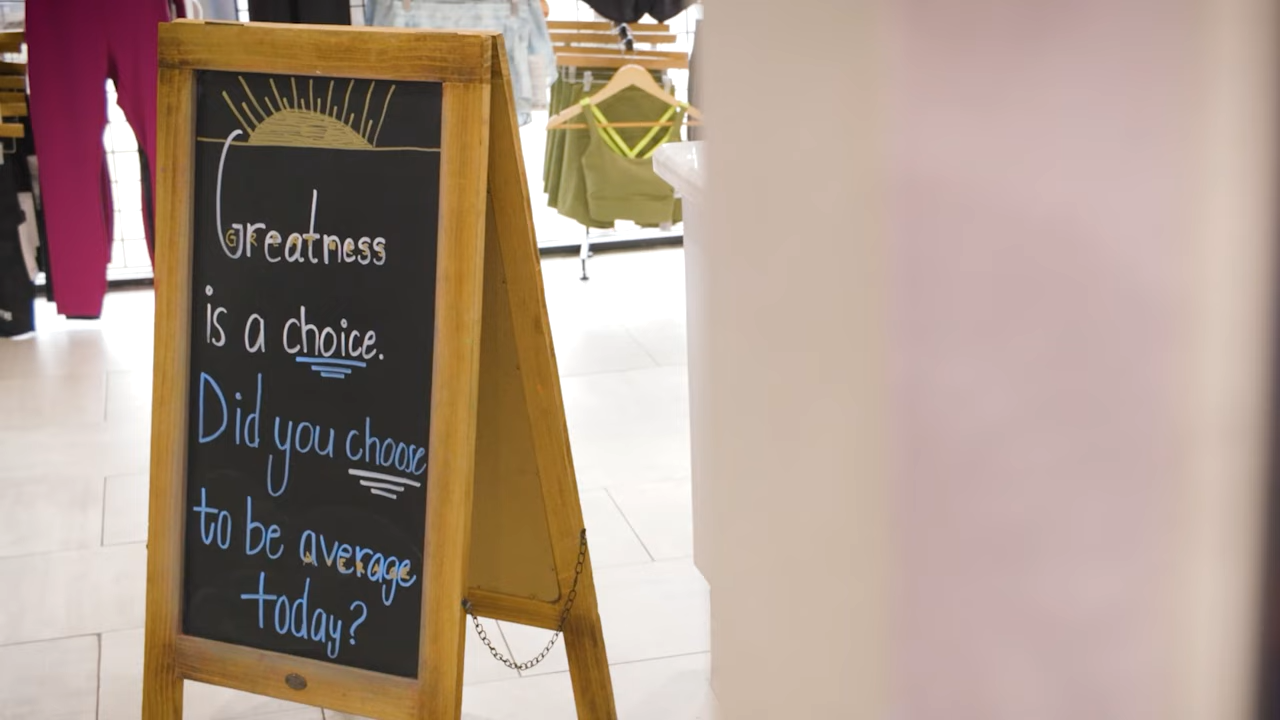 Greatness
is a choice.
Did you choose
to be average
today?